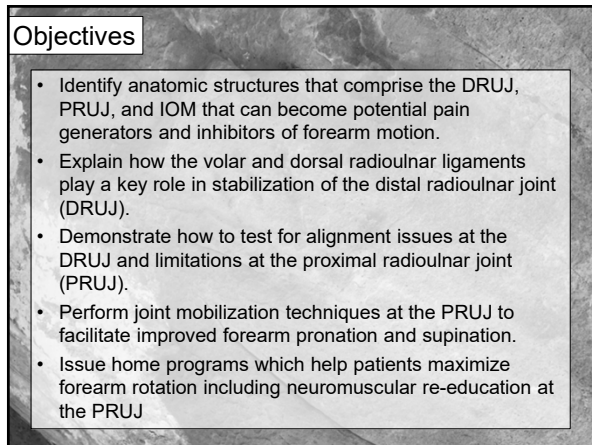 Objectives
• Identify anatomic structures that comprise the DRUJ,
PRUJ, and IOM that can become potential pain
generators and inhibitors of forearm motion.
• Explain how the volar and dorsal radioulnar ligaments
play a key role in stabilization of the distal radioulnar joint
(DRUJ).
• Demonstrate how to test for alignment issues at the
DRUJ and limitations at the proximal radioulnar joint
(PRUJ).
• Perform joint mobilization techniques at the PRUJ to
facilitate improved forearm pronation and supination.
• Issue home programs which help patients maximize
forearm rotation including neuromuscular re-education at
the PRUJ